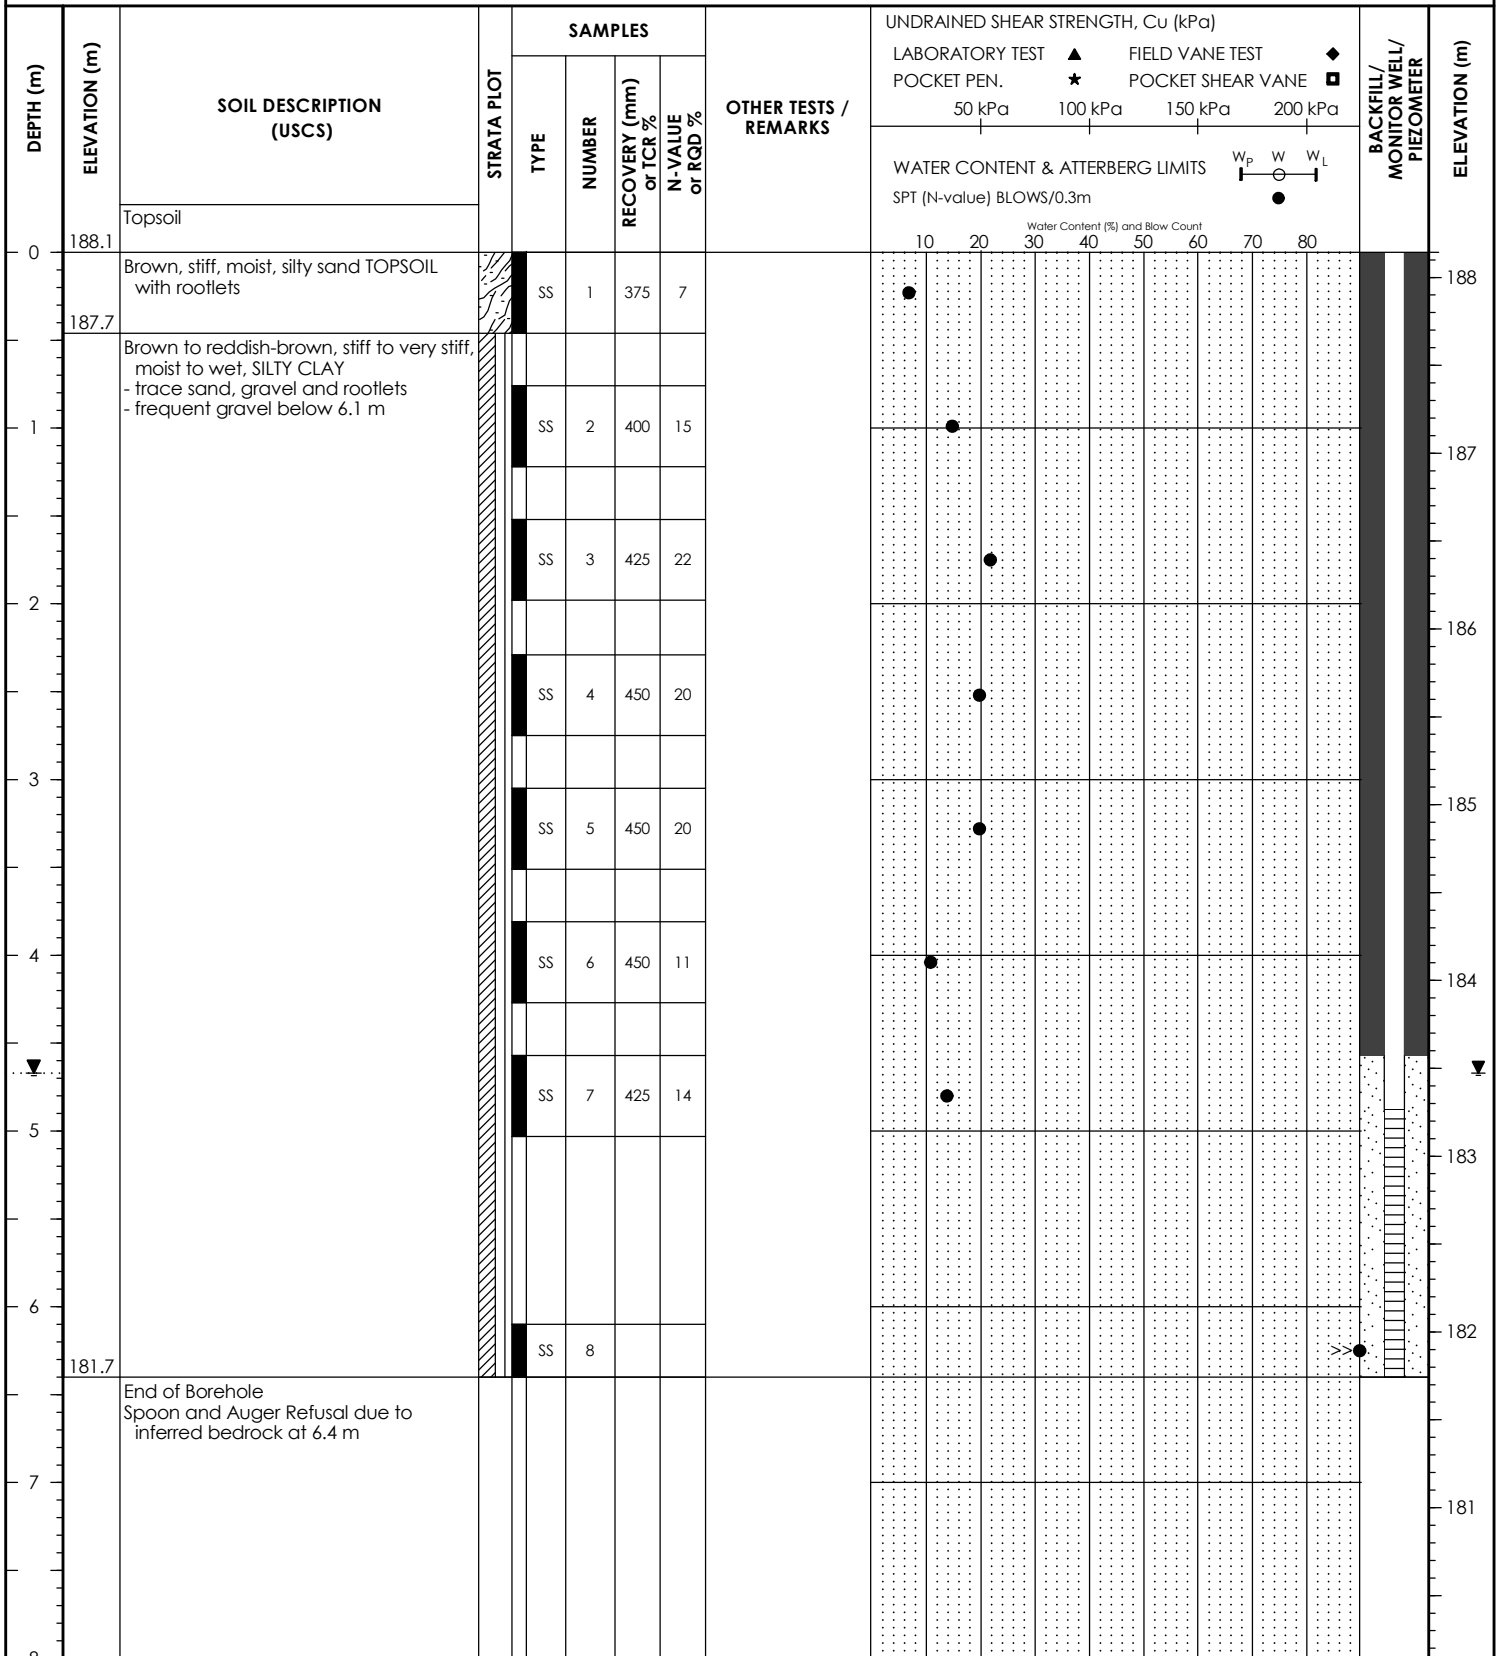 DEPTH (m)
ELEVATION (m)
SOIL DESCRIPTION
(USCS)
STRATA PLOT
SAMPLES
TYPE
NUMBER
RECOVERY (mm)
or TCR %
N-VALUE
or RQD %
OTHER TESTS /
REMARKS
UNDRAINED SHEAR STRENGTH, Cu (kPa)
LABORATORY TEST ▲ FIELD VANE TEST ◆
POCKET PEN. ★ POCKET SHEAR VANE
50 kPa 100 kPa 150 kPa 200 kPa
WATER CONTENT & ATTERBERG LIMITS
WP W WL
SPT (N-value) BLOWS/0.3m ●
Water Content (%) and Blow Count
10 20 30 40 50 60 70 80
BACKFILL/
MONITOR WELL/
PIEZOMETER
ELEVATION (m)
Topsoil
0 188.1
Brown, stiff, moist, silty sand TOPSOIL
with rootlets
SS 1 375 7
188
187.7
Brown to reddish-brown, stiff to very stiff,
moist to wet, SILTY CLAY
- trace sand, gravel and rootlets
- frequent gravel below 6.1 m
1
SS 2 400 15
187
SS 3 425 22
2
186
SS 4 450 20
3
185
SS 5 450 20
4
SS 6 450 11
184
SS 7 425 14
5
183
6
182
SS 8
>>
181.7
End of Borehole
Spoon and Auger Refusal due to
inferred bedrock at 6.4 m
7
181
8